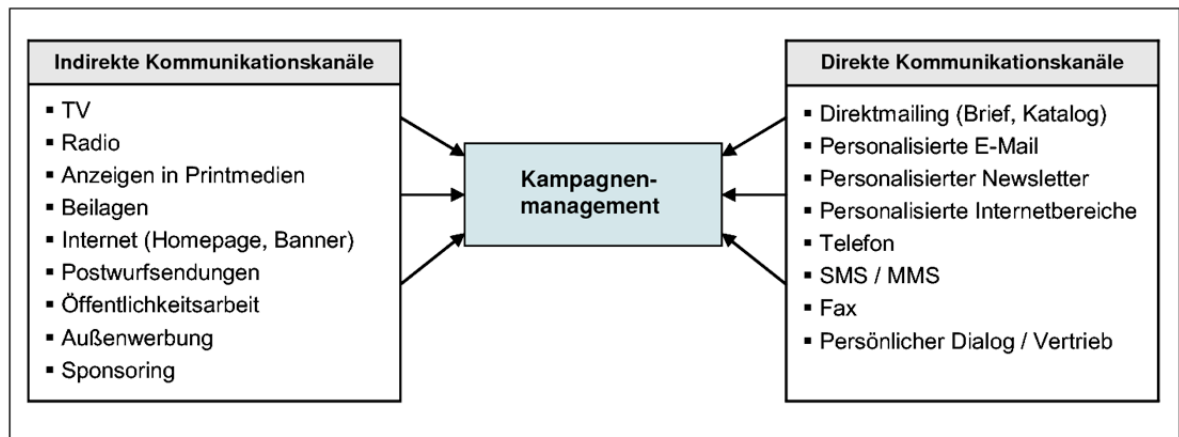 Indirekte Kommunikationskanäle
▪ TV
▪ Radio
▪ Anzeigen in Printmedien
▪ Beilagen
▪ Internet (Homepage, Banner)
▪ Postwurfsendungen
▪ Öffentlichkeitsarbeit
▪ Außenwerbung
▪ Sponsoring
Kampagnen-
management
Direkte Kommunikationskanäle
▪ Direktmailing (Brief, Katalog)
▪ Personalisierte E-Mail
▪ Personalisierter Newsletter
▪ Personalisierte Internetbereiche
▪ Telefon
▪ SMS / MMS
▪ Fax
▪ Persönlicher Dialog / Vertrieb